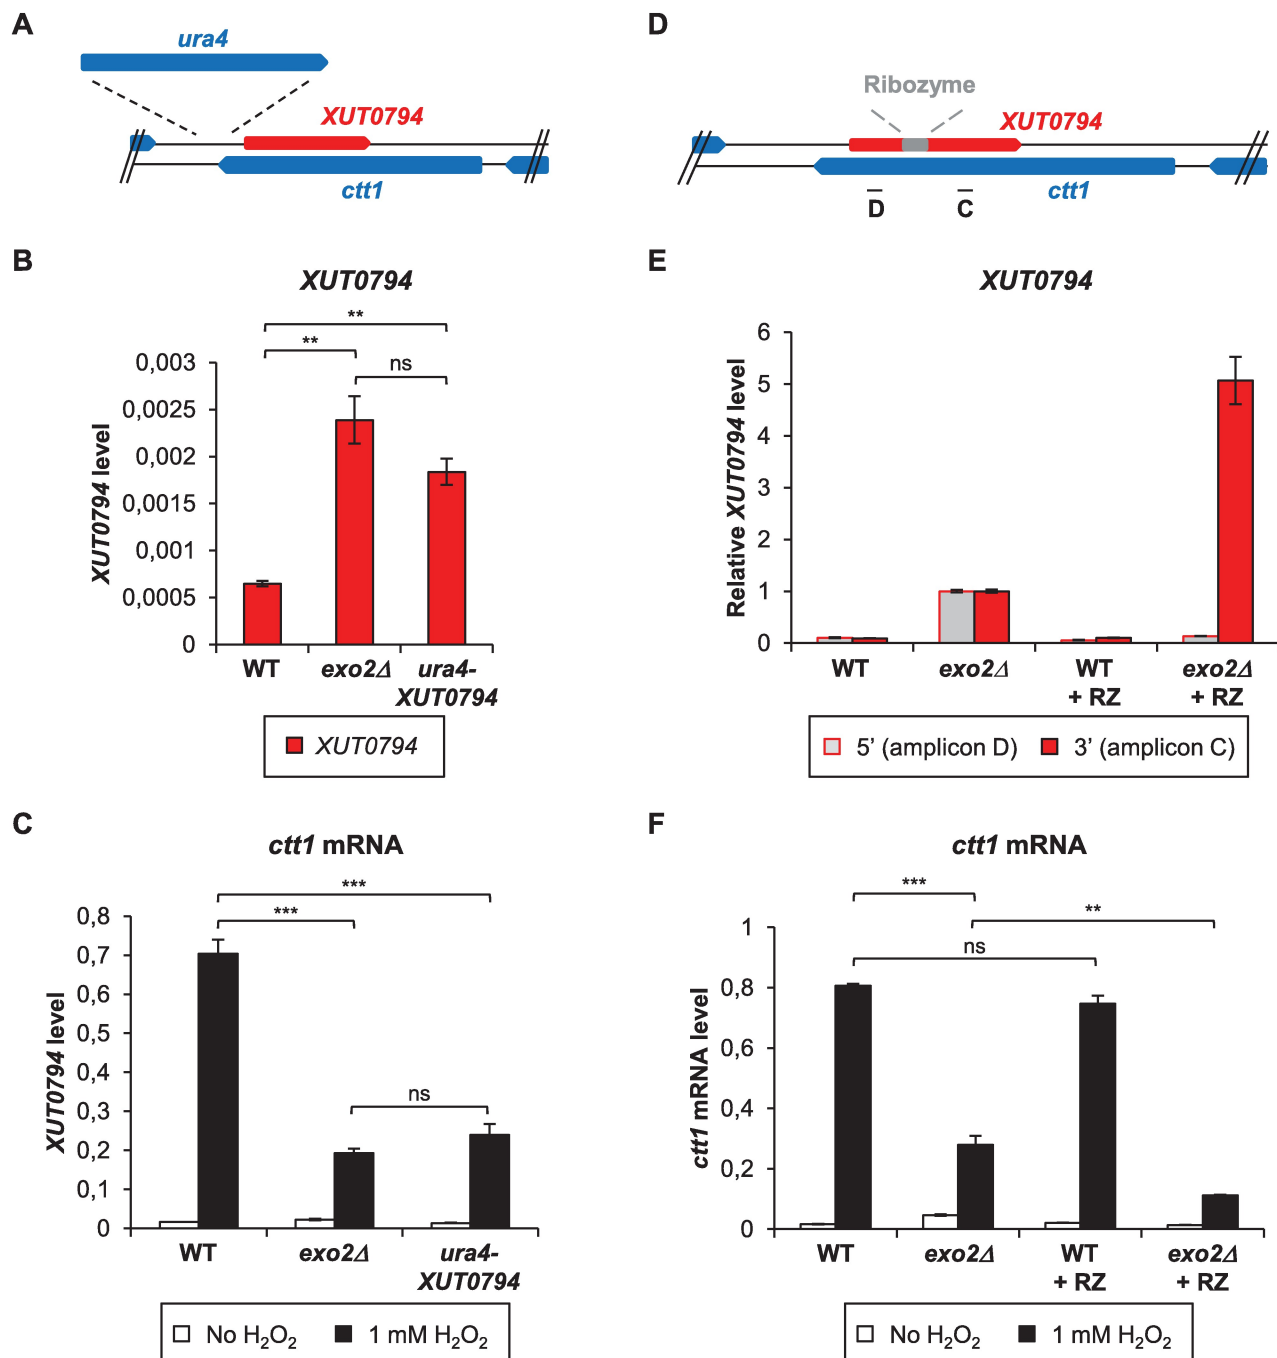 A
ura4
XUT0794
ctt1
B
XUT0794
**
**
ns
0,003
0,0025
0,002
0,0015
0,001
0,0005
0
XUT0794 level
WT
exo2Δ
ura4-
XUT0794
XUT0794
C
ctt1 mRNA
***
***
ns
0,8
0,7
0,6
0,5
0,4
0,3
0,2
0,1
0
XUT0794 level
WT
exo2Δ
ura4-
XUT0794
No H₂O₂
1 mM H₂O₂
D
Ribozyme
XUT0794
ctt1
D
C
E
XUT0794
6
5
4
3
2
1
0
Relative XUT0794 level
WT
exo2Δ
WT
+ RZ
exo2Δ
+ RZ
5’ (amplicon D)
3’ (amplicon C)
F
ctt1 mRNA
***
**
ns
1
0,8
0,6
0,4
0,2
0
ctt1 mRNA level
WT
exo2Δ
WT
+ RZ
exo2Δ
+ RZ
No H₂O₂
1 mM H₂O₂